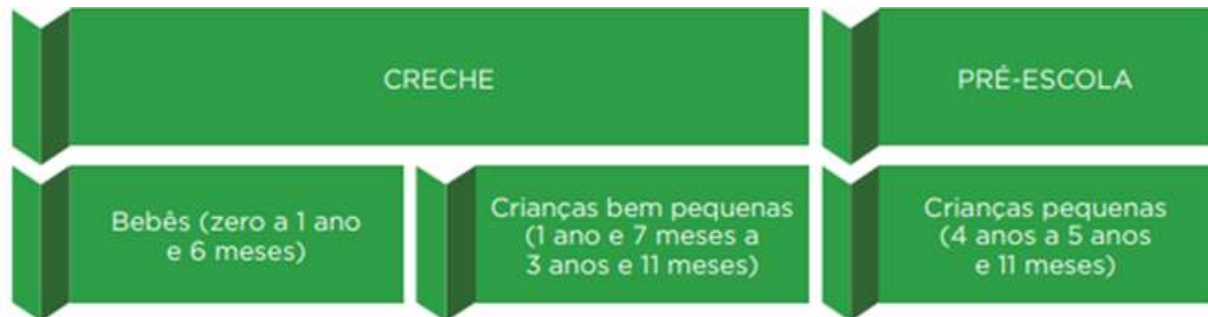 CRECHE
PRÉ-ESCOLA
Bebês (zero a 1 ano
e 6 meses)
Crianças bem pequenas
(1 ano e 7 meses a
3 anos e 11 meses)
Crianças pequenas
(4 anos a 5 anos
e 11 meses)